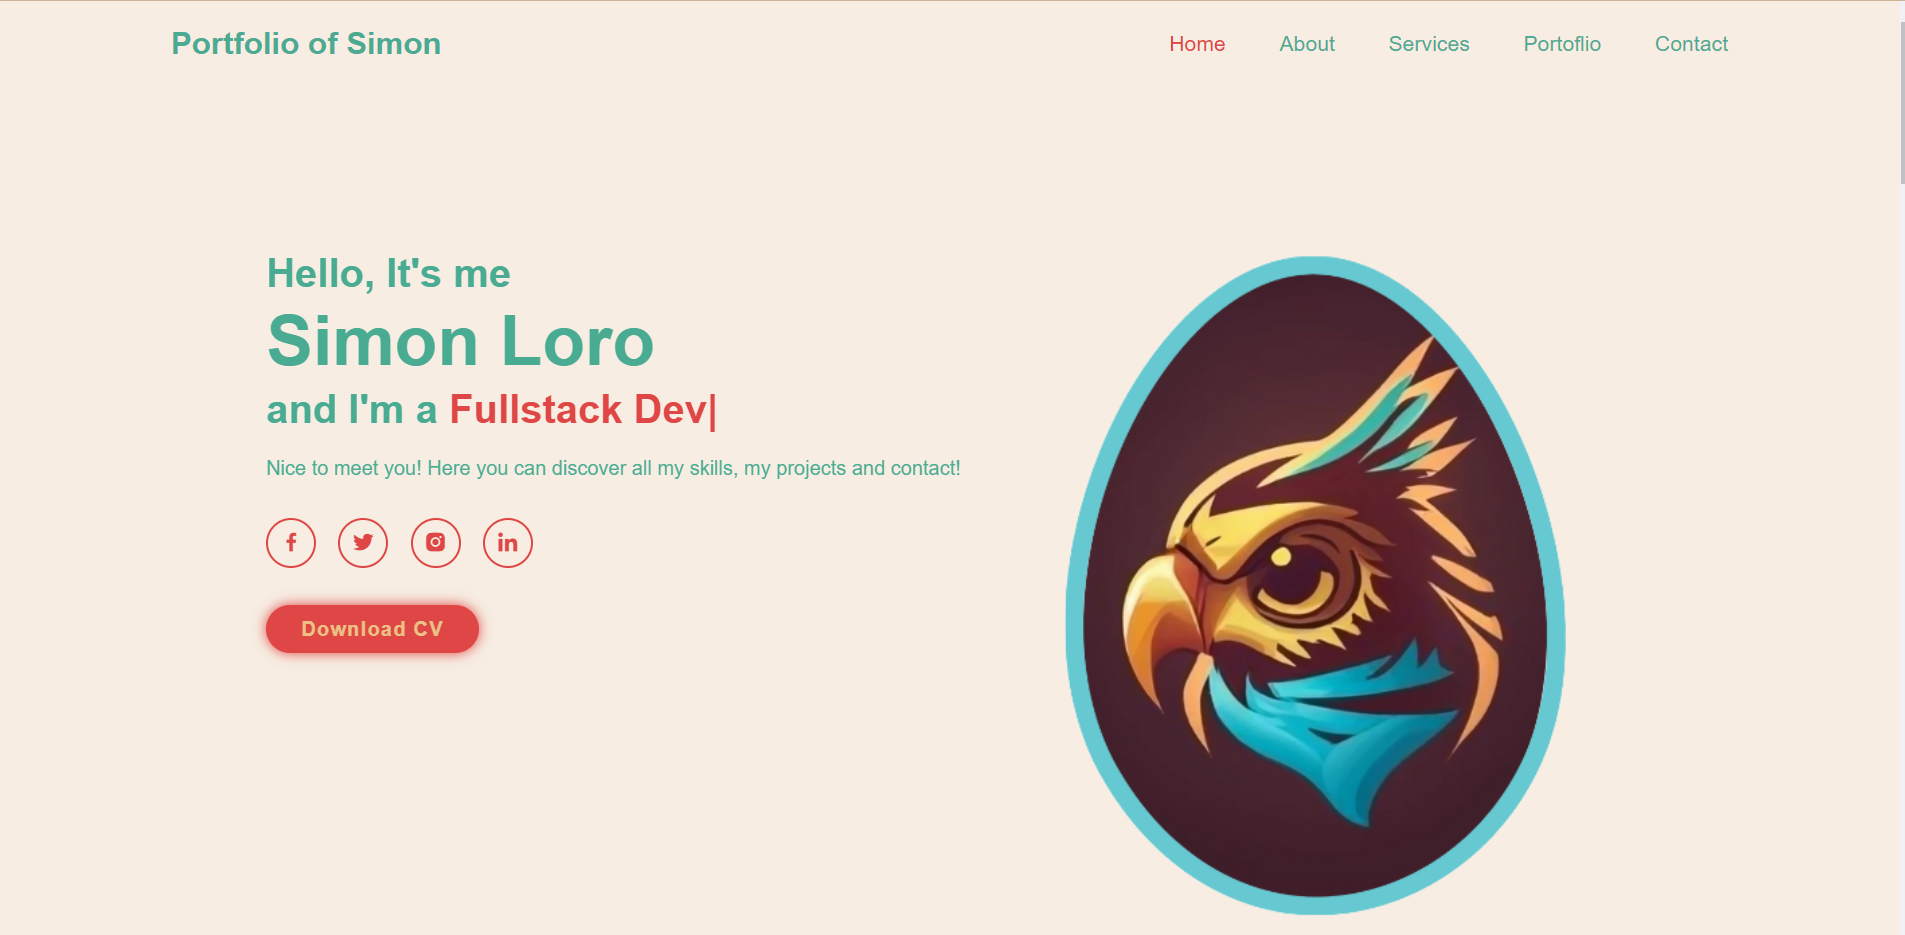 Portfolio of Simon
Home About Services Portoflio Contact
Hello, It's me
Simon Loro
and I'm a Fullstack Dev|
Nice to meet you! Here you can discover all my skills, my projects and contact!
Download CV